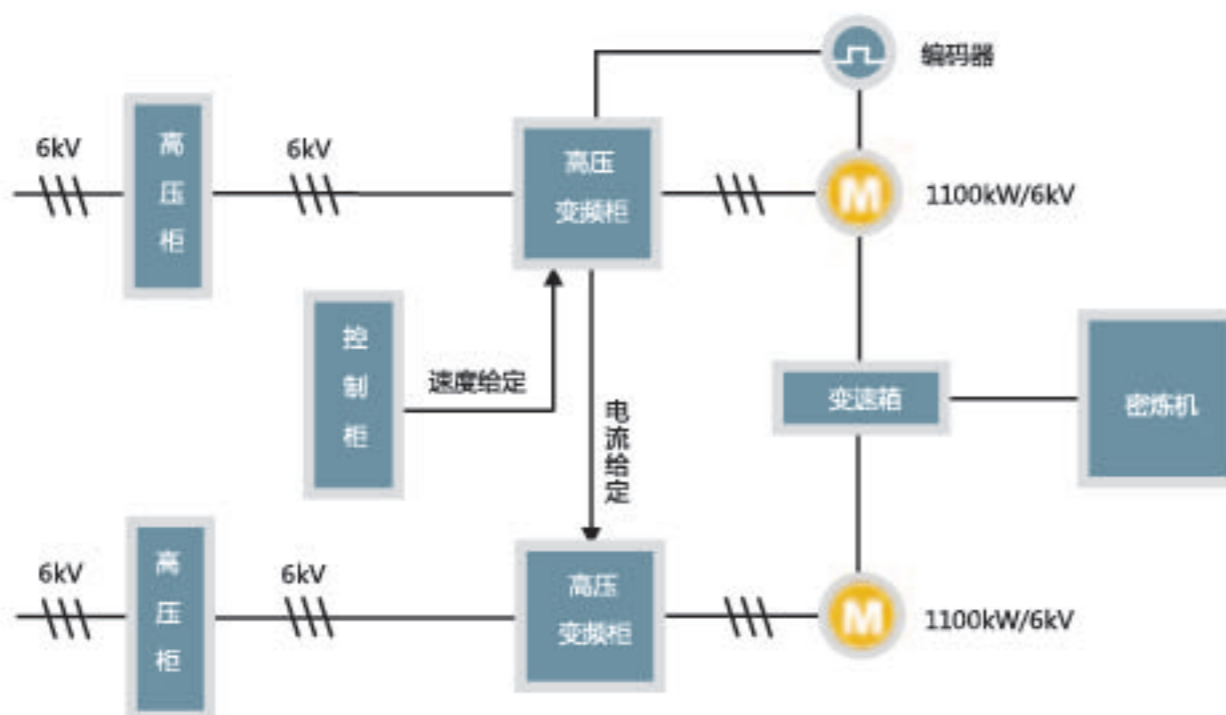 编码器
6kV
高压柜
6kV
高压
变频柜
M
1100kW/6kV
控制柜
速度给定
电流给定
变速箱
密炼机
6kV
高压柜
6kV
高压
变频柜
M
1100kW/6kV